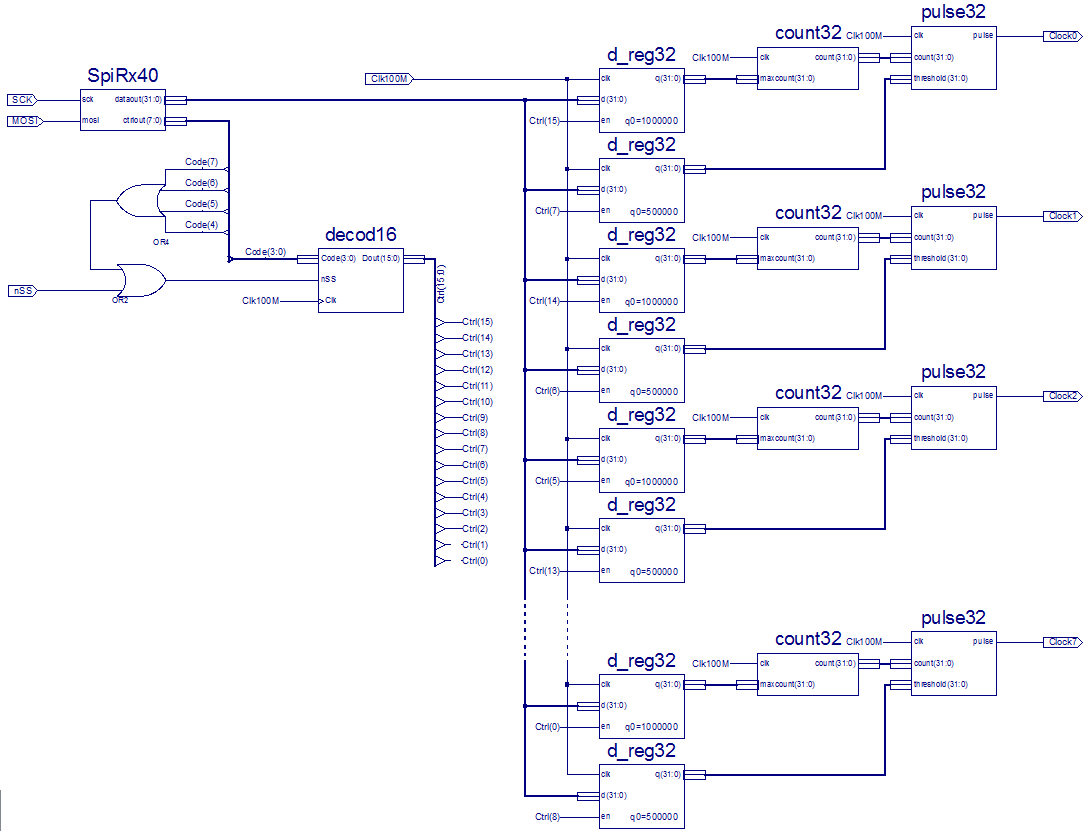 SpiRx40
SCK
sck
dataout(31:0)
MOSI
mosi
ctrlout(7:0)
Code(7)
Code(6)
Code(5)
Code(4)
OR4
nSS
OR2
Code(3:0)
decod16
Code(3:0)
Dout(15:0)
nSS
Clk100M
Clk
Ctrl(15:0)
Ctrl(15)
Ctrl(14)
Ctrl(13)
Ctrl(12)
Ctrl(11)
Ctrl(10)
Ctrl(9)
Ctrl(8)
Ctrl(7)
Ctrl(6)
Ctrl(5)
Ctrl(4)
Ctrl(3)
Ctrl(2)
Ctrl(1)
Ctrl(0)
Clk100M
d_reg32
clk
q(31:0)
d(31:0)
Ctrl(15)
en
q0=1000000
d_reg32
clk
q(31:0)
d(31:0)
Ctrl(7)
en
q0=500000
count32
Clk100M
clk
count(31:0)
maxcount(31:0)
pulse32
Clk100M
clk
pulse
count(31:0)
threshold(31:0)
Clock0
d_reg32
clk
q(31:0)
d(31:0)
Ctrl(14)
en
q0=1000000
d_reg32
clk
q(31:0)
d(31:0)
Ctrl(6)
en
q0=500000
count32
Clk100M
clk
count(31:0)
maxcount(31:0)
pulse32
Clk100M
clk
pulse
count(31:0)
threshold(31:0)
Clock1
d_reg32
clk
q(31:0)
d(31:0)
Ctrl(5)
en
q0=1000000
d_reg32
clk
q(31:0)
d(31:0)
Ctrl(13)
en
q0=500000
count32
Clk100M
clk
count(31:0)
maxcount(31:0)
pulse32
Clk100M
clk
pulse
count(31:0)
threshold(31:0)
Clock2
d_reg32
clk
q(31:0)
d(31:0)
Ctrl(0)
en
q0=1000000
d_reg32
clk
q(31:0)
d(31:0)
Ctrl(8)
en
q0=500000
count32
Clk100M
clk
count(31:0)
maxcount(31:0)
pulse32
Clk100M
clk
pulse
count(31:0)
threshold(31:0)
Clock7